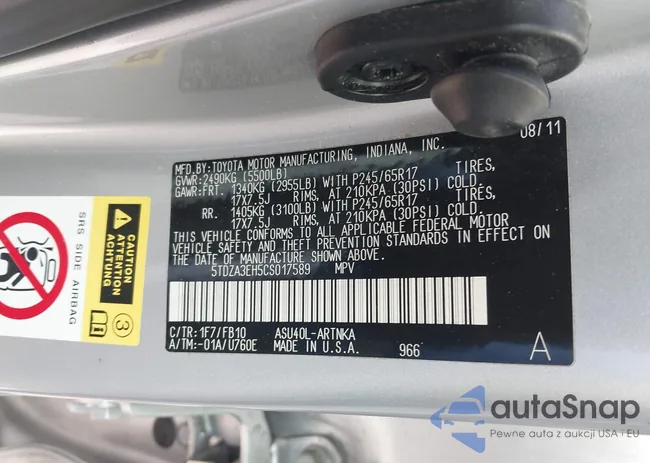 08/11
MFD.BY:TOYOTA MOTOR MANUFACTURING, INDIANA, INC.
GVWR:2490KG (5500LB)
GAWR:FRT. 1340KG (2955LB) WITH P245/65R17 TIRES,
17X7.5J RIMS, AT 210KPA (30PSI) COLD.
RR. 1405KG (3100LB) WITH P245/65R17 TIRES,
17X7.5J RIMS, AT 210KPA (30PSI) COLD.
THIS VEHICLE CONFORMS TO ALL APPLICABLE FEDERAL MOTOR
VEHICLE SAFETY AND THEFT PREVENTION STANDARDS IN EFFECT ON
THE DATE OF MANUFACTURE SHOWN ABOVE.
5TDZA3EH5CS017589 MPV
C/TR:1F7/FB10 ASU40L-ARTNKA
A/TM:-01A/U760E MADE IN U.S.A. 966
A
CAUTION
ATTENTION
SRS SIDE AIRBAG
3
autaSnap
Pewne auta z aukcji USA i EU